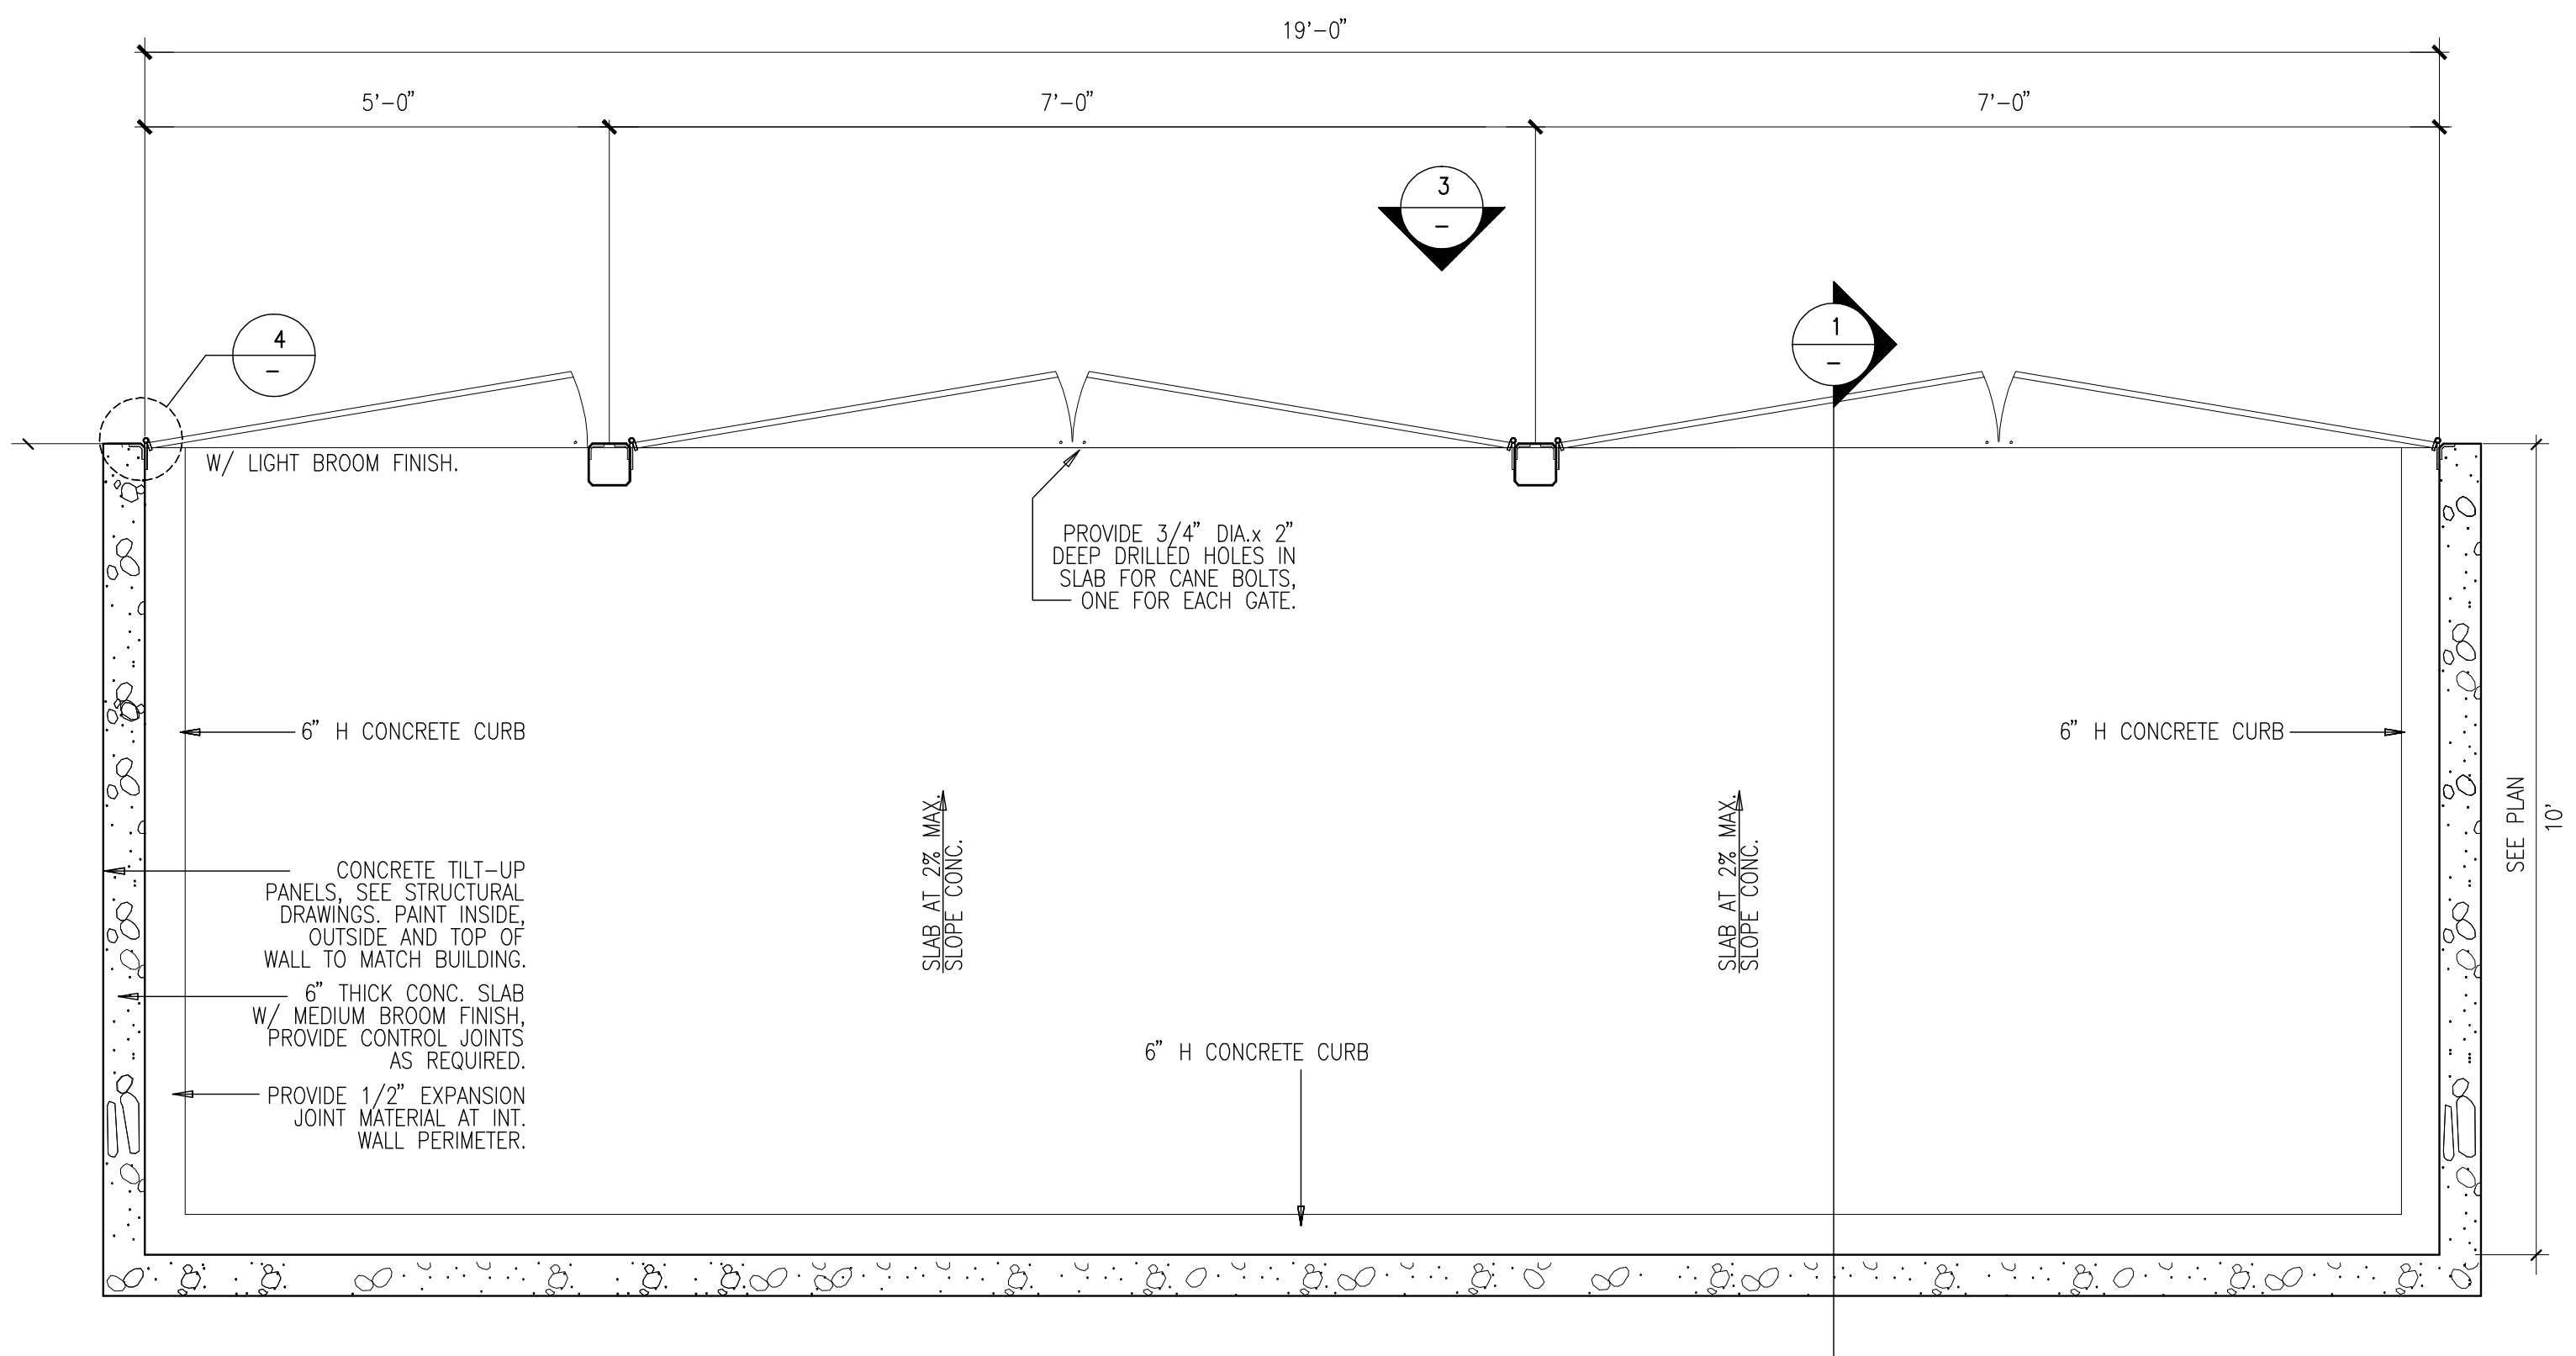 19'-0”
5'-0”
7'-0”
7'-0”
3
–
1
–
4
–
W/ LIGHT BROOM FINISH.
PROVIDE 3/4” DIA.x 2”
DEEP DRILLED HOLES IN
SLAB FOR CANE BOLTS,
ONE FOR EACH GATE.
6” H CONCRETE CURB
6” H CONCRETE CURB
SLAB AT 2% MAX.
SLOPE CONC.
SLAB AT 2% MAX.
SLOPE CONC.
SEE PLAN
10'
CONCRETE TILT-UP
PANELS, SEE STRUCTURAL
DRAWINGS. PAINT INSIDE,
OUTSIDE AND TOP OF
WALL TO MATCH BUILDING.
6” THICK CONC. SLAB
W/ MEDIUM BROOM FINISH,
PROVIDE CONTROL JOINTS
AS REQUIRED.
PROVIDE 1/2” EXPANSION
JOINT MATERIAL AT INT.
WALL PERIMETER.
6” H CONCRETE CURB